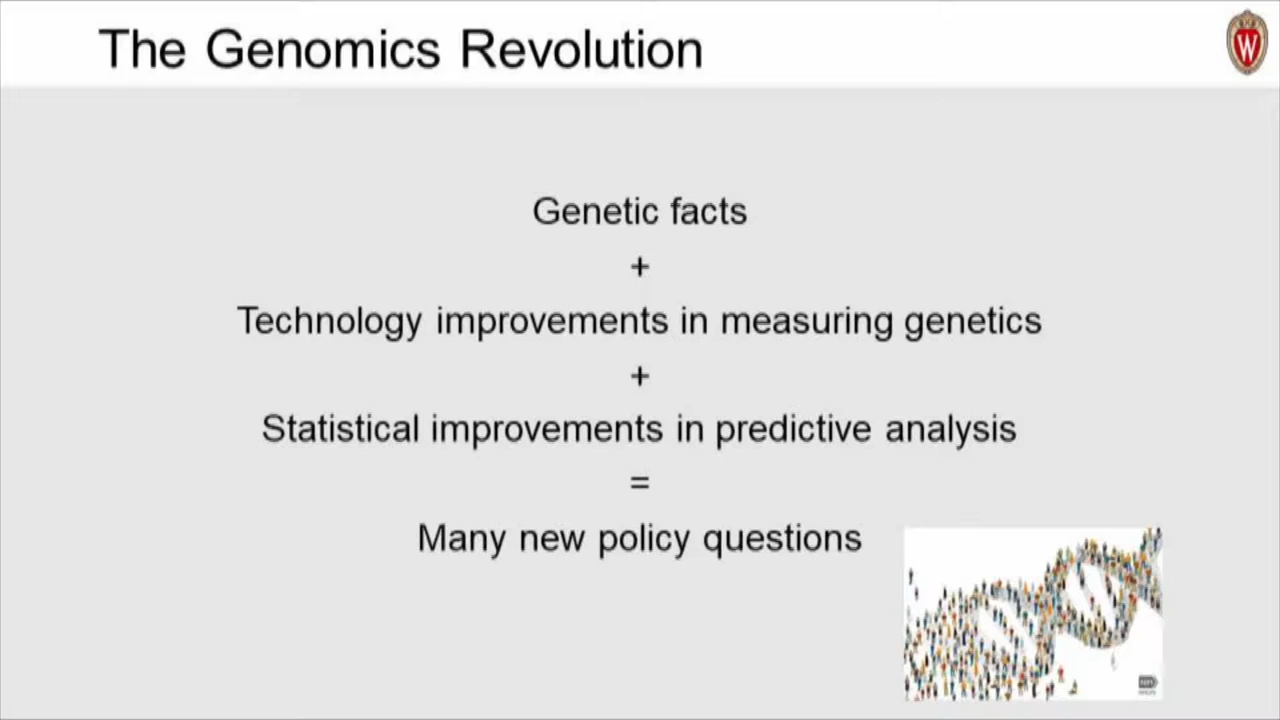 The Genomics Revolution
W
Genetic facts
+
Technology improvements in measuring genetics
+
Statistical improvements in predictive analysis
=
Many new policy questions